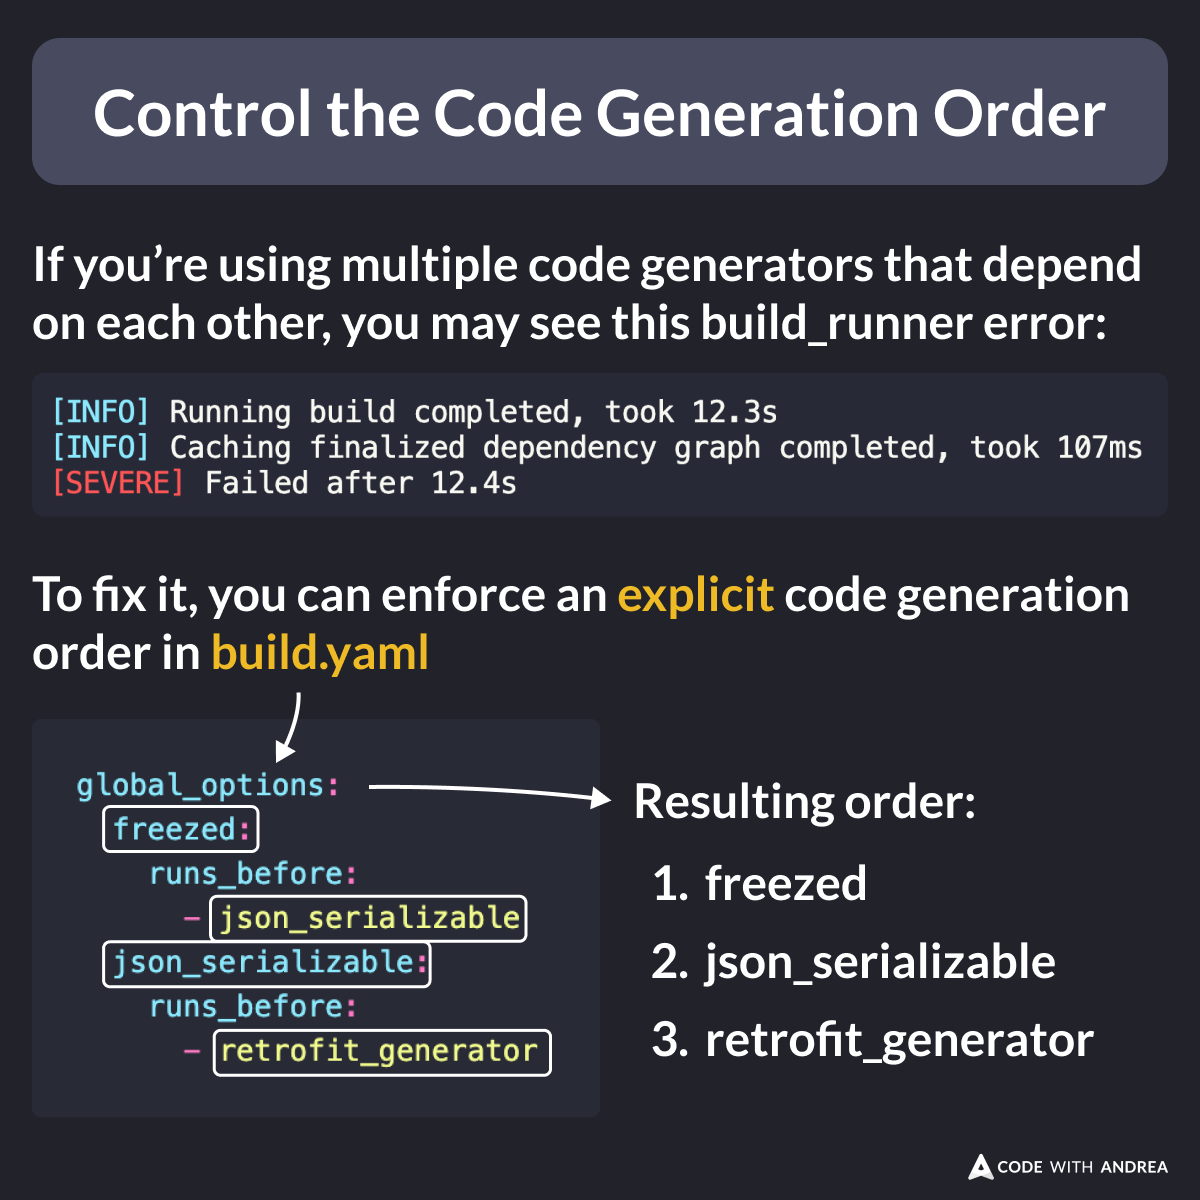 Control the Code Generation Order
If you’re using multiple code generators that depend
on each other, you may see this build_runner error:
[INFO] Running build completed, took 12.3s
[INFO] Caching finalized dependency graph completed, took 107ms
[SEVERE] Failed after 12.4s
To fix it, you can enforce an explicit code generation
order in build.yaml
global_options:
freezed:
runs_before:
- json_serializable
json_serializable:
runs_before:
- retrofit_generator
Resulting order:
1. freezed
2. json_serializable
3. retrofit_generator
CODE WITH ANDREA